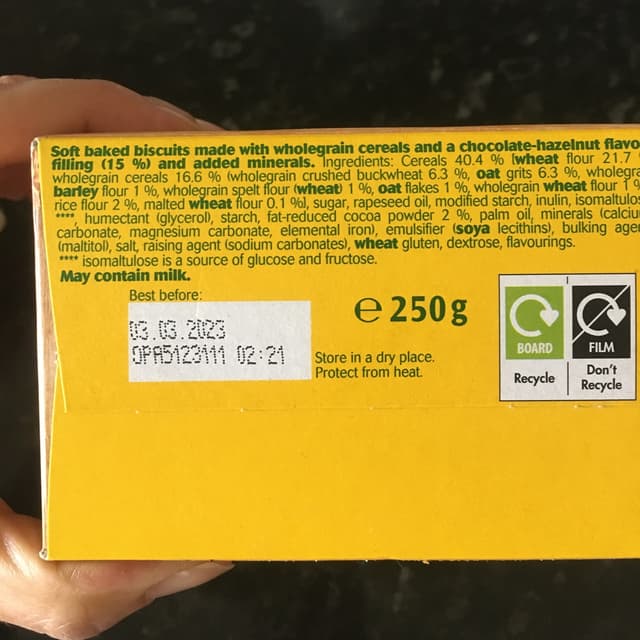 Soft baked biscuits made with wholegrain cereals and a chocolate-hazelnut flavo
filling (15 %) and added minerals. Ingredients: Cereals 40.4 % [wheat flour 21.7
wholegrain cereals 16.6 % (wholegrain crushed buckwheat 6.3 %, oat grits 6.3 %, wholegra
barley flour 1 %, wholegrain spelt flour (wheat) 1 %, oat flakes 1 %, wholegrain wheat flour 1
rice flour 2 %, malted wheat flour 0.1 %], sugar, rapeseed oil, modified starch, inulin, isomaltulos
**** humectant (glycerol), starch, fat-reduced cocoa powder 2 %, palm oil, minerals (calciu
carbonate, magnesium carbonate, elemental iron), emulsifier (soya lecithins), bulking age
(maltitol), salt, raising agent (sodium carbonates), wheat gluten, dextrose, flavourings.
**** isomaltulose is a source of glucose and fructose.
May contain milk.
Best before:
03.03.2023
OPA5123111 02:21
e 250g
Store in a dry place.
Protect from heat.
BOARD
Recycle
FILM
Don't
Recycle